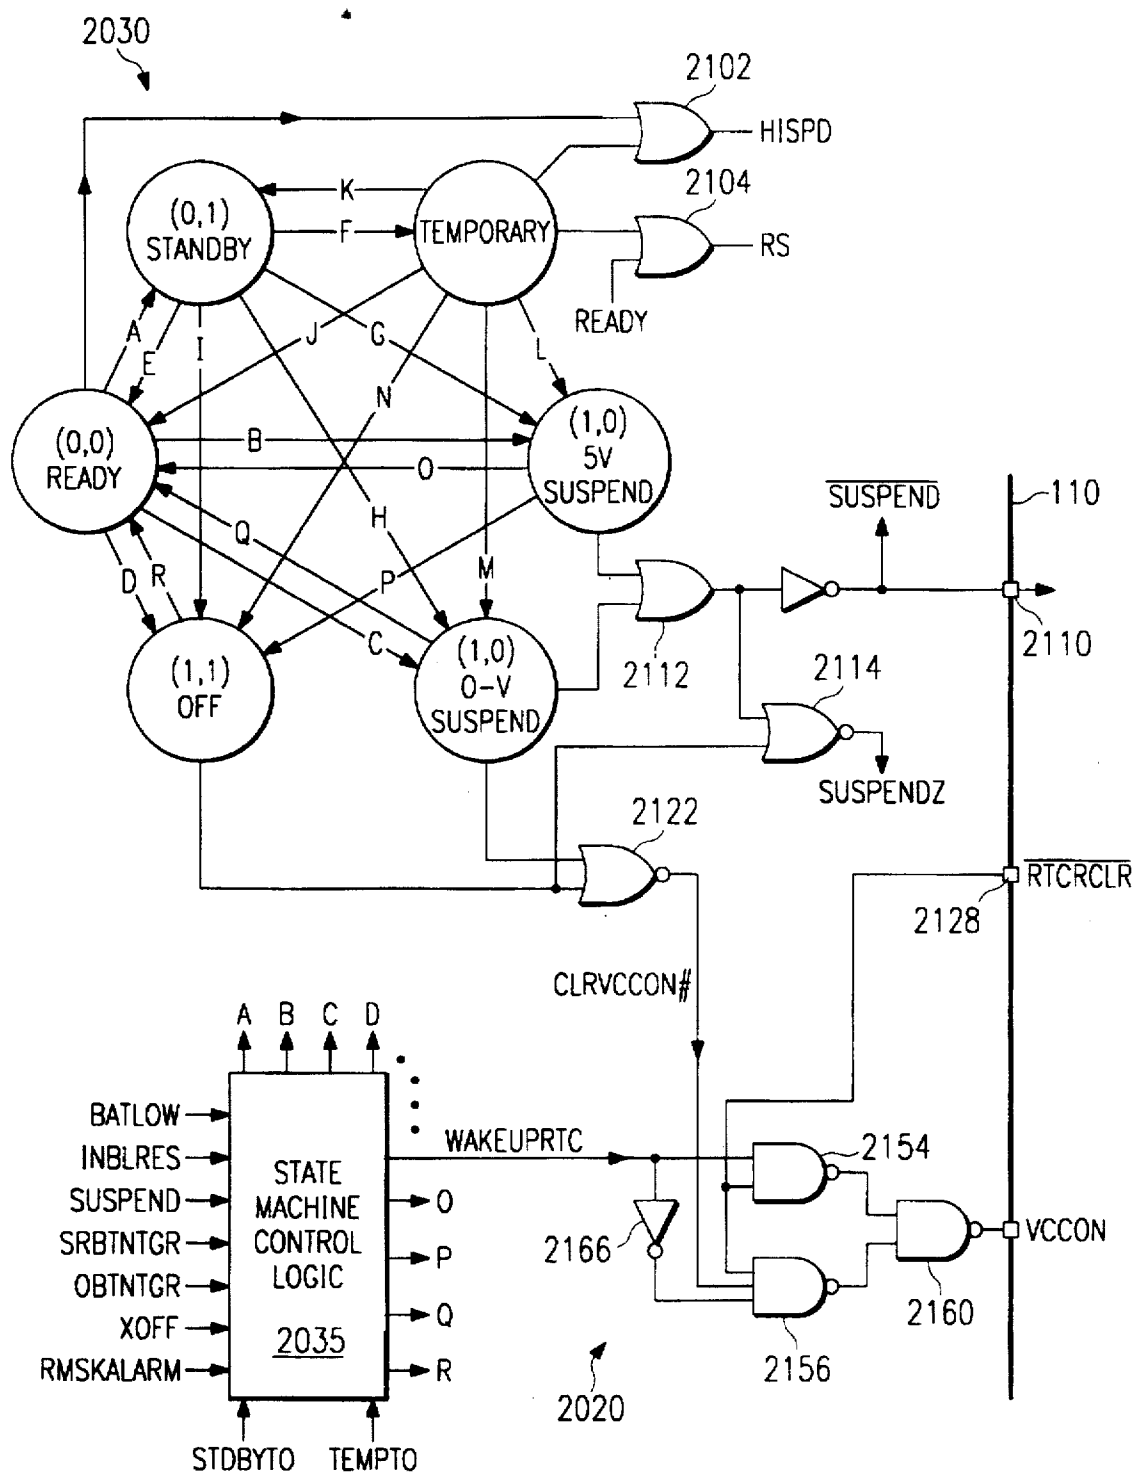 2030
2102
HISPD
K
(0,1)
STANDBY
F
TEMPORARY
2104
RS
READY
A
E
I
J
G
L
N
(0,0)
READY
B
O
(1,0)
5V
SUSPEND
SUSPEND
110
Q
H
D
R
P
M
C
(1,1)
OFF
(1,0)
0-V
SUSPEND
2112
2110
2114
SUSPENDZ
2122
RTCRCLR
2128
CLRVCCON#
A B C D
BATLOW
INBLRES
SUSPEND
SRBTNTGR
OBTNTGR
XOFF
RMSKALARM
STATE
MACHINE
CONTROL
LOGIC
2035
WAKEUPRTC
O
P
Q
R
STDBYTO
TEMPTO
2154
2166
VCCON
2160
2156
2020